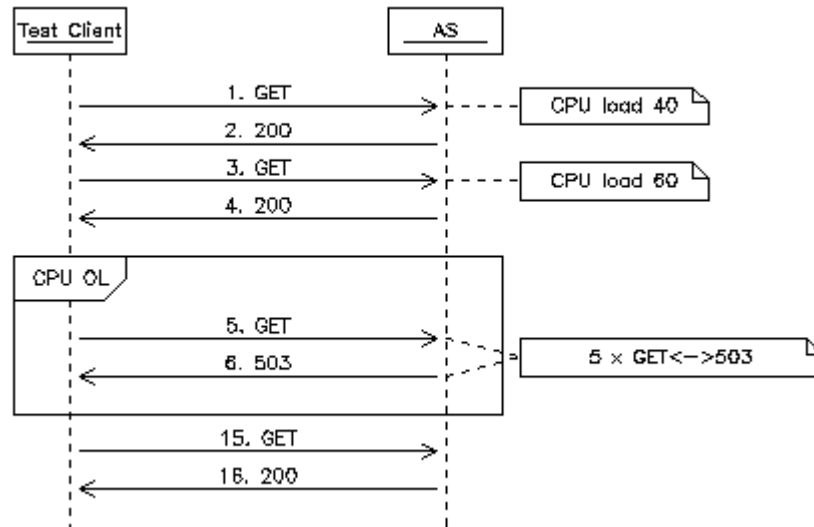 Test Client
AS
1. GET
CPU load 40
2. 200
3. GET
CPU load 60
4. 200
CPU OL
5. GET
6. 503
5 × GET<->503
15. GET
16. 200